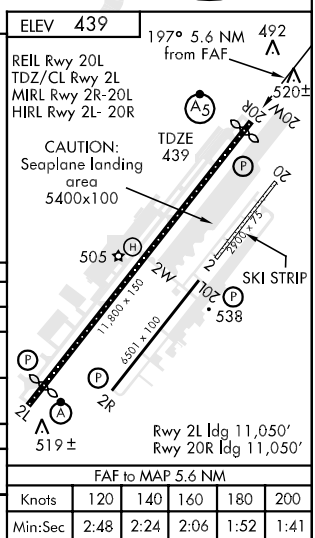 ELEV 439
197° 5.6 NM
from FAF
492
REIL Rwy 20L
TDZ/CL Rwy 2L
MIRL Rwy 2R-20L
HIRL Rwy 2L- 20R
A5
20R
20W
520±
TDZE
439
P
CAUTION:
Seaplane landing
area
5400x100
20
2900 x 75
2
SKI STRIP
505
H
2W
11,800 x 150
20L
P
538
6501 x 100
P
P
2R
2L
A
519 ±
Rwy 2L ldg 11,050'
Rwy 20R ldg 11,050'
FAF to MAP 5.6 NM
Knots 120 140 160 180 200
Min:Sec 2:48 2:24 2:06 1:52 1:41